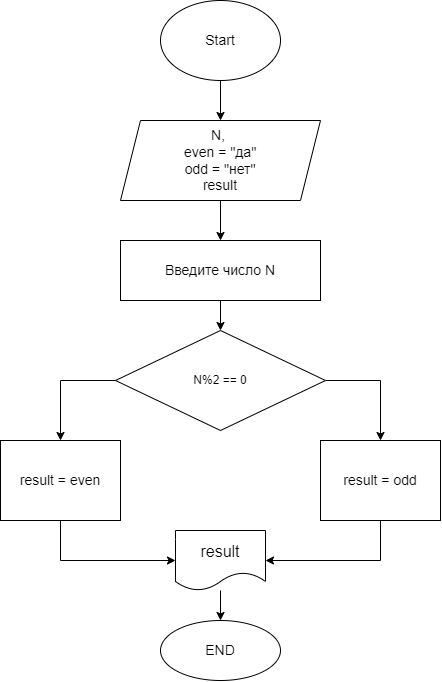 Start
N,
even = "да"
odd = "нет"
result
Введите число N
N%2 == 0
result = even
result = odd
result
END